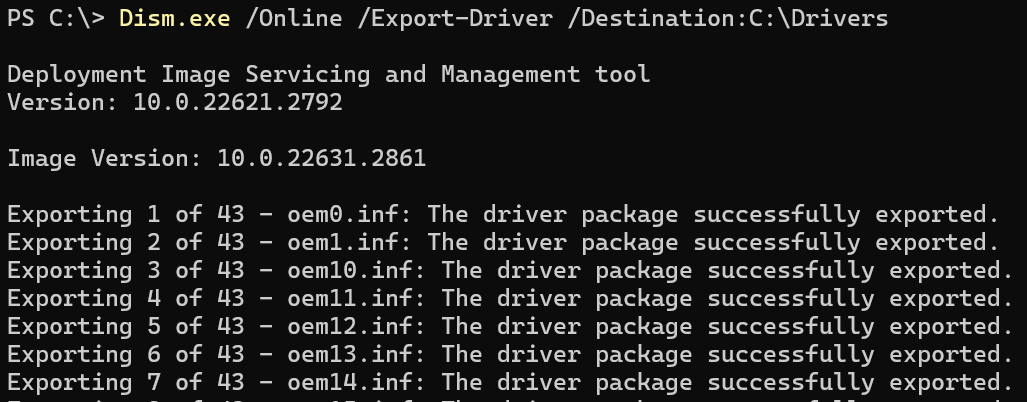 PS C:\> Dism.exe /Online /Export-Driver /Destination:C:\Drivers
Deployment Image Servicing and Management tool
Version: 10.0.22621.2792
Image Version: 10.0.22631.2861
Exporting 1 of 43 - oem0.inf: The driver package successfully exported.
Exporting 2 of 43 - oem1.inf: The driver package successfully exported.
Exporting 3 of 43 - oem10.inf: The driver package successfully exported.
Exporting 4 of 43 - oem11.inf: The driver package successfully exported.
Exporting 5 of 43 - oem12.inf: The driver package successfully exported.
Exporting 6 of 43 - oem13.inf: The driver package successfully exported.
Exporting 7 of 43 - oem14.inf: The driver package successfully exported.